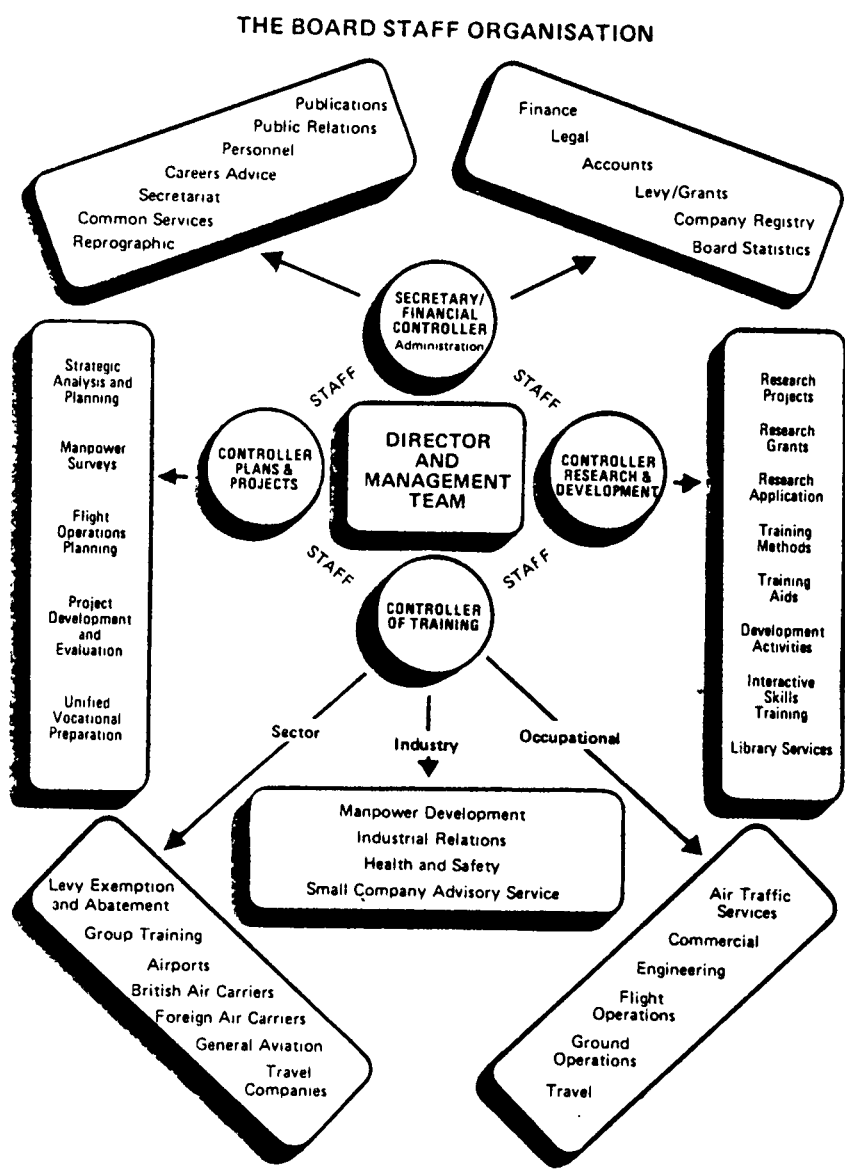 THE BOARD STAFF ORGANISATION
Publications
Public Relations
Personnel
Careers Advice
Secretariat
Common Services
Reprographic
Finance
Legal
Accounts
Levy/Grants
Company Registry
Board Statistics
SECRETARY/
FINANCIAL
CONTROLLER
Administration
STAFF
STAFF
Strategic
Analysis and
Planning
Manpower
Surveys
Flight
Operations
Planning
Project
Development
and
Evaluation
Unified
Vocational
Preparation
CONTROLLER
PLANS &
PROJECTS
DIRECTOR
AND
MANAGEMENT
TEAM
CONTROLLER
RESEARCH &
DEVELOPMENT
Research
Projects
Research
Grants
Research
Application
Training
Methods
Training
Aids
Development
Activities
Interactive
Skills
Training
Library Services
STAFF
STAFF
CONTROLLER
OF TRAINING
Sector
Industry
Occupational
Manpower Development
Industrial Relations
Health and Safety
Small Company Advisory Service
Levy Exemption
and Abatement
Group Training
Airports
British Air Carriers
Foreign Air Carriers
General Aviation
Travel
Companies
Air Traffic
Services
Commercial
Engineering
Flight
Operations
Ground
Operations
Travel